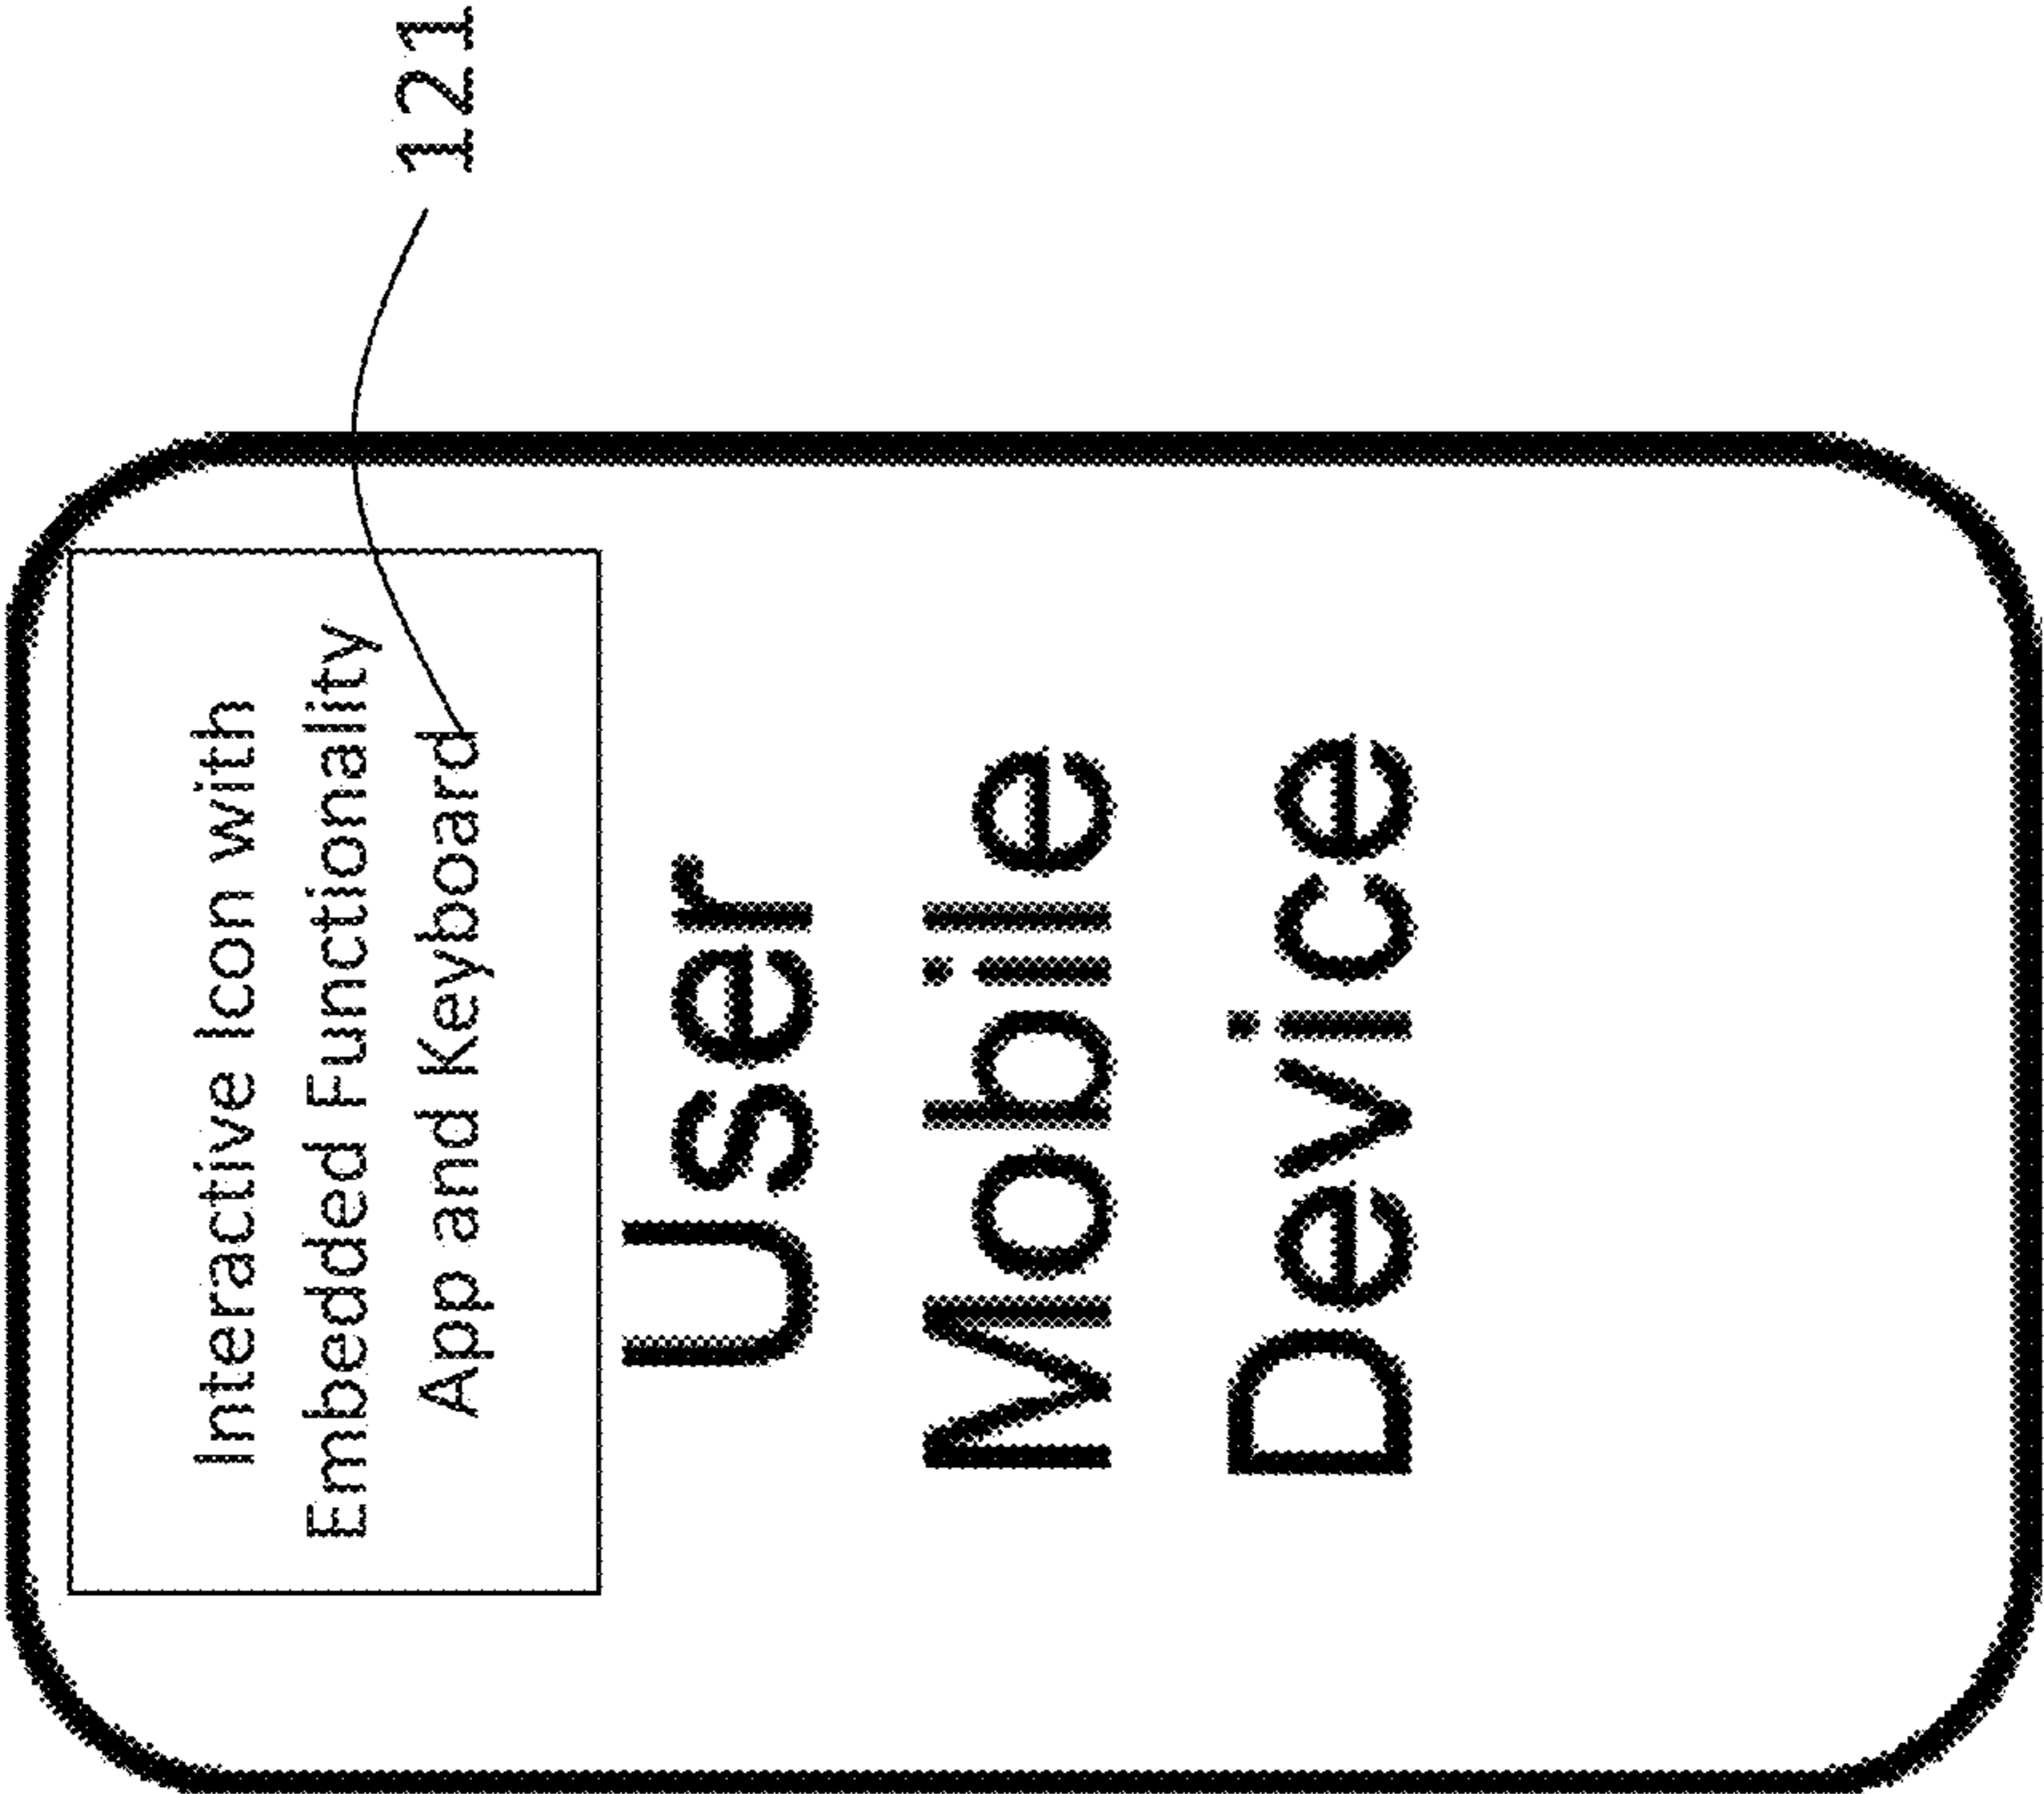 121
Interactive Icon with
Embedded Functionality
App and Keyboard
User
Mobile
Device